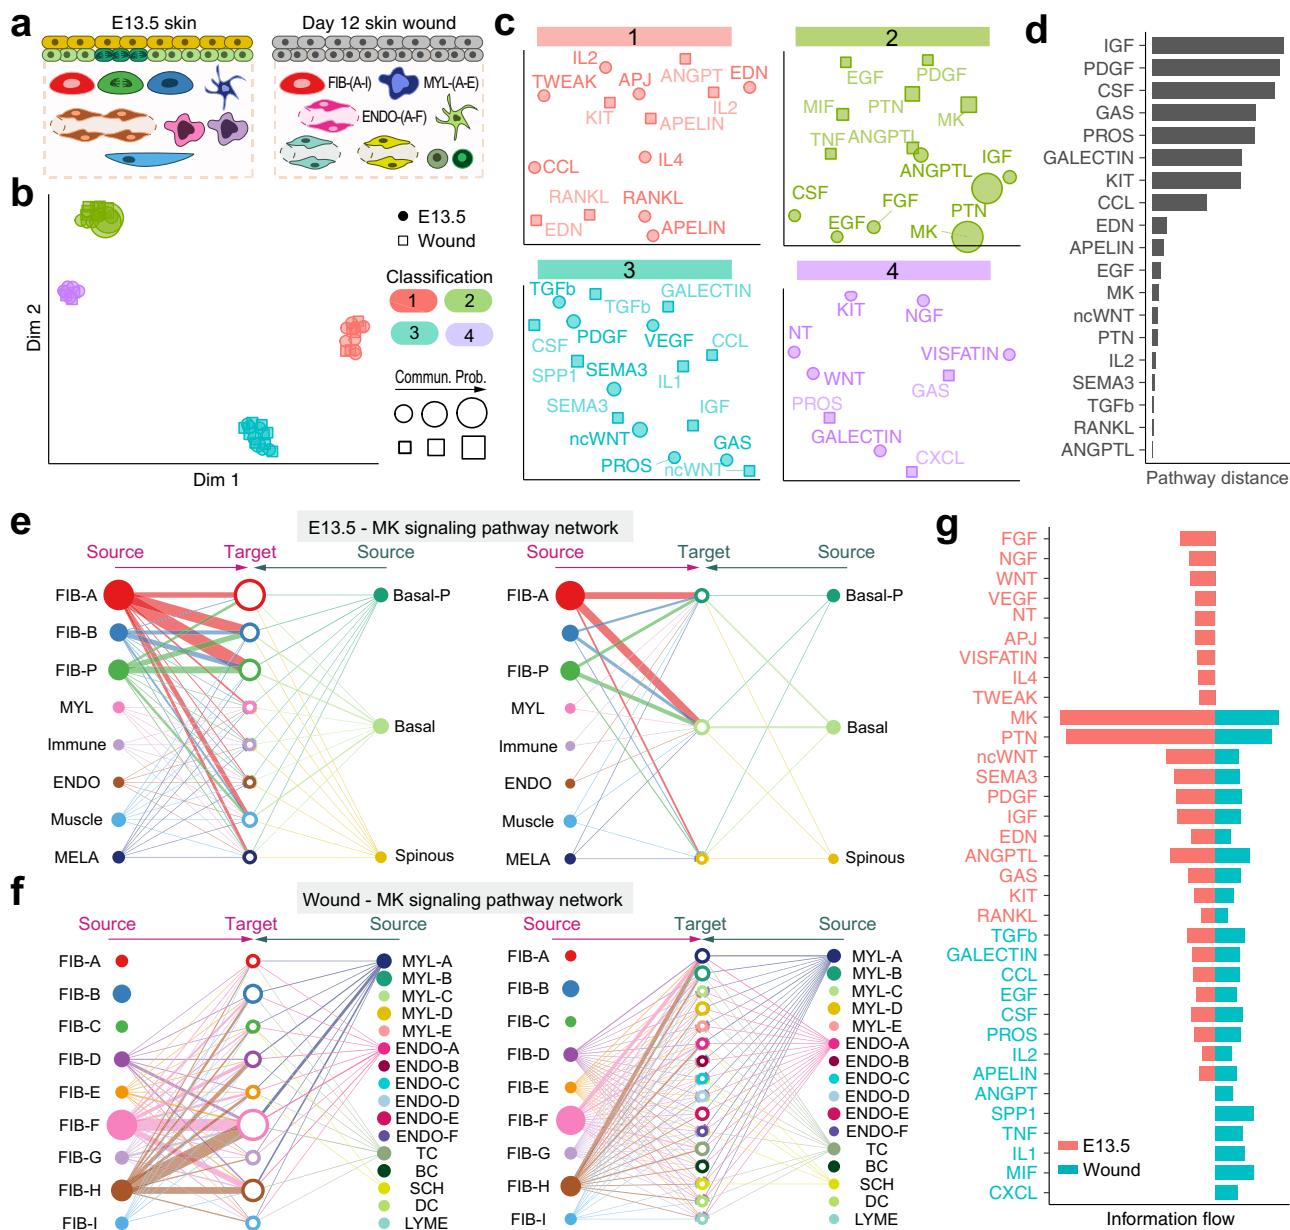 a
E13.5 skin
Day 12 skin wound
FIB-(A-I)
MYL-(A-E)
ENDO-(A-F)
b
Dim 2
Dim 1
E13.5
Wound
Classification
1
2
3
4
Commun. Prob.
c
1
IL2
ANGPT
TWEAK
APJ
EDN
KIT
IL2
APELIN
CCL
IL4
RANKL
RANKL
EDN
APELIN
2
EGF
PDGF
MIF
PTN
MK
TNF
ANGPTL
ANGPTL
IGF
CSF
FGF
PTN
EGF
MK
3
TGFb
TGFb
GALECTIN
PDGF
VEGF
CSF
CCL
SPP1
SEMA3
IL1
SEMA3
IGF
ncWNT
GAS
PROS
ncWNT
4
KIT
NGF
NT
VISFATIN
WNT
GAS
PROS
GALECTIN
CXCL
d
IGF
PDGF
CSF
GAS
PROS
GALECTIN
KIT
CCL
EDN
APELIN
EGF
MK
ncWNT
PTN
IL2
SEMA3
TGFb
RANKL
ANGPTL
Pathway distance
e
E13.5 - MK signaling pathway network
Source
Target
Source
FIB-A
FIB-B
FIB-P
MYL
Immune
ENDO
Muscle
MELA
Basal-P
Basal
Spinous
Source
Target
Source
FIB-A
FIB-P
MYL
Immune
ENDO
Muscle
MELA
Basal-P
Basal
Spinous
f
Wound - MK signaling pathway network
Source
Target
Source
FIB-A
FIB-B
FIB-C
FIB-D
FIB-E
FIB-F
FIB-G
FIB-H
FIB-I
MYL-A
MYL-B
MYL-C
MYL-D
MYL-E
ENDO-A
ENDO-B
ENDO-C
ENDO-D
ENDO-E
ENDO-F
TC
BC
SCH
DC
LYME
Source
Target
Source
FIB-A
FIB-B
FIB-C
FIB-D
FIB-E
FIB-F
FIB-G
FIB-H
FIB-I
MYL-A
MYL-B
MYL-C
MYL-D
MYL-E
ENDO-A
ENDO-B
ENDO-C
ENDO-D
ENDO-E
ENDO-F
TC
BC
SCH
DC
LYME
g
FGF
NGF
WNT
VEGF
NT
APJ
VISFATIN
IL4
TWEAK
MK
PTN
ncWNT
SEMA3
PDGF
IGF
EDN
ANGPTL
GAS
KIT
RANKL
TGFb
GALECTIN
CCL
EGF
CSF
PROS
IL2
APELIN
ANGPT
SPP1
TNF
IL1
MIF
CXCL
E13.5
Wound
Information flow